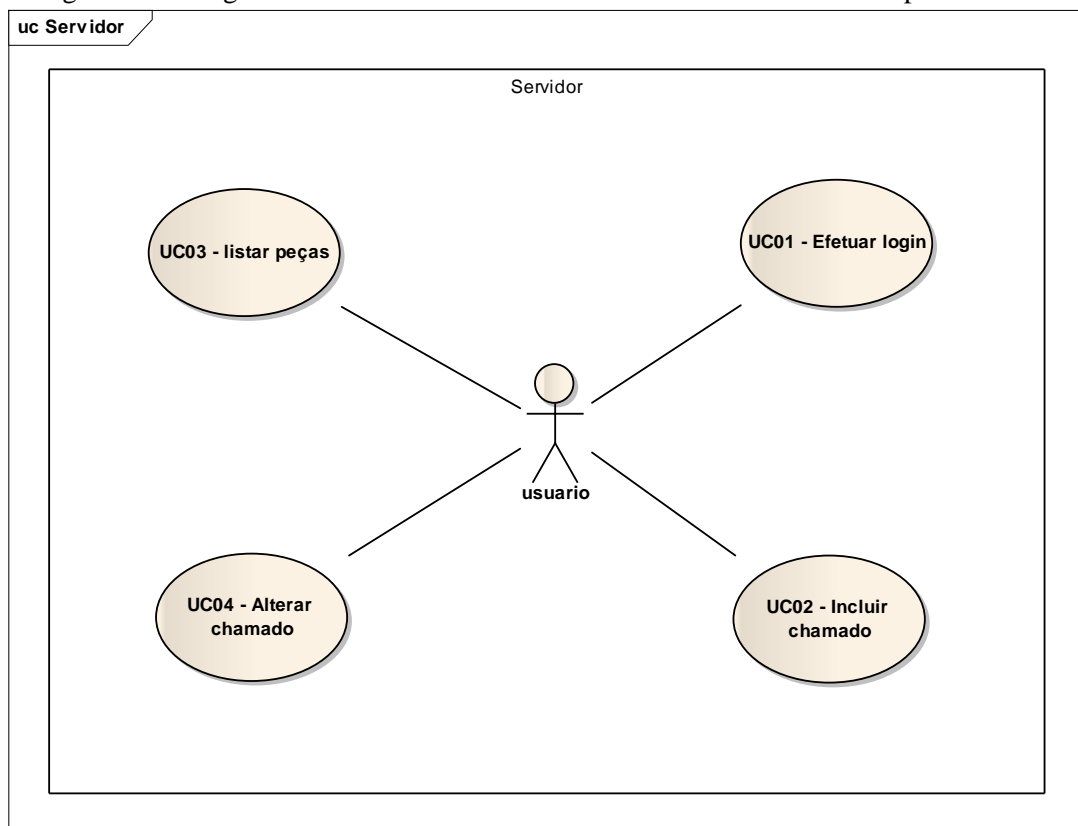 uc Servidor
Servidor
UC03 - listar peças
UC01 - Efetuar login
usuario
UC04 - Alterar
chamado
UC02 - Incluir
chamado